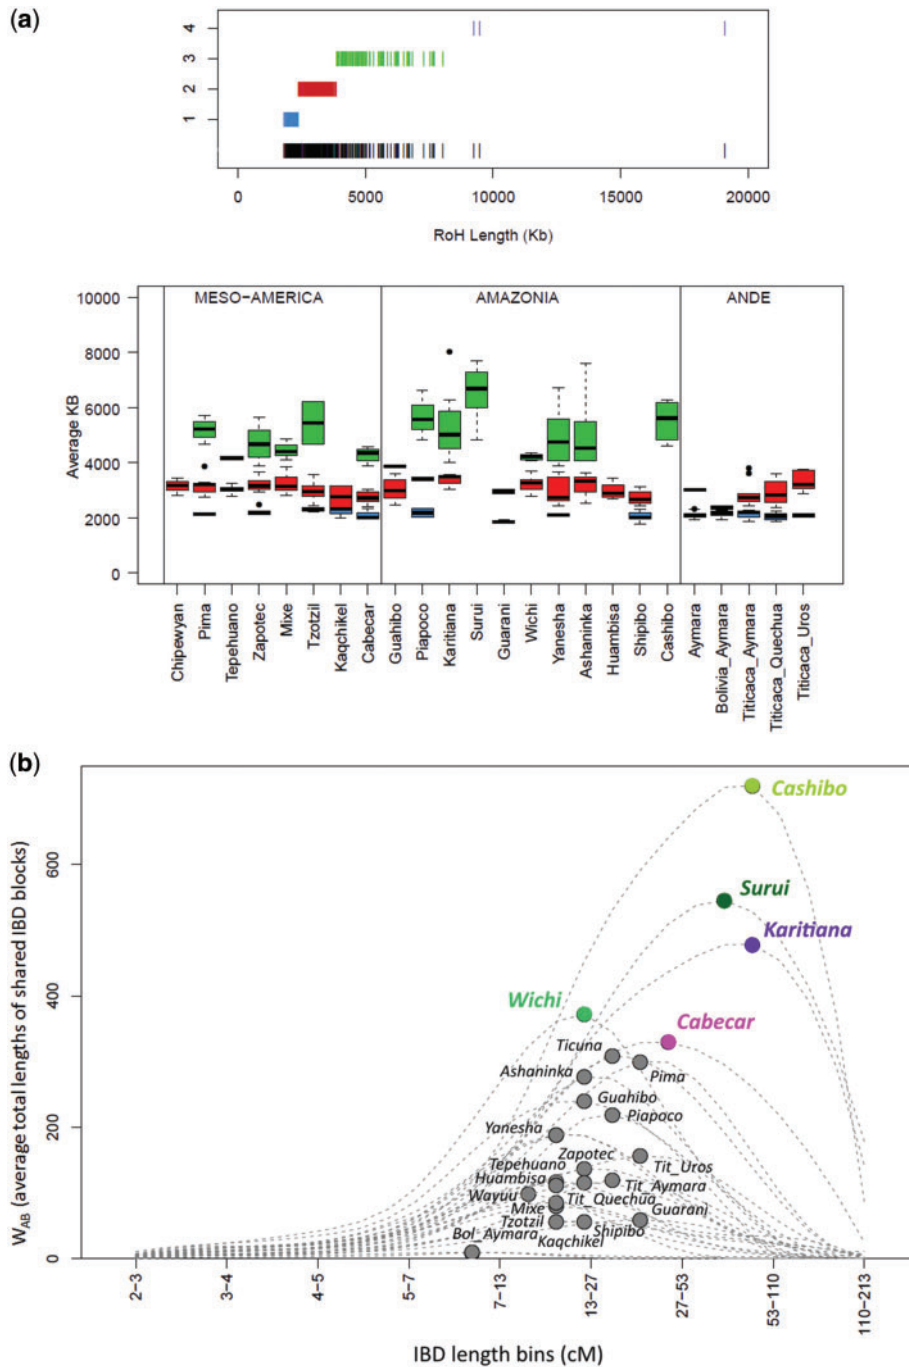 (a)
4
3
2
1
0
5000
10000
15000
20000
RoH Length (Kb)
MESO-AMERICA
AMAZONIA
ANDE
10000
8000
6000
4000
2000
0
Average KB
Chipewyan
Pima
Tepehuano
Zapotec
Mixe
Tzotzil
Kaqchikel
Cabecar
Guahibo
Piapoco
Karitiana
Surui
Guarani
Wichi
Yanesha
Ashaninka
Huambisa
Shipibo
Cashibo
Aymara
Bolivia_Aymara
Titicaca_Aymara
Titicaca_Quechua
Titicaca_Uros
(b)
W_AB (average total lengths of shared IBD blocks)
600
400
200
0
Cashibo
Surui
Karitiana
Wichi
Cabecar
Ticuna
Ashaninka
Pima
Guahibo
Piapoco
Yanesha
Zapotec
Tepehuano
Tit_Uros
Huambisa
Tit_Aymara
Wayuu
Tit_Quechua
Mixe
Guarani
Tzotzil
Shipibo
Bol_Aymara
Kaqchikel
2–3
3–4
4–5
5–7
7–13
13–27
27–53
53–110
110–213
IBD length bins (cM)